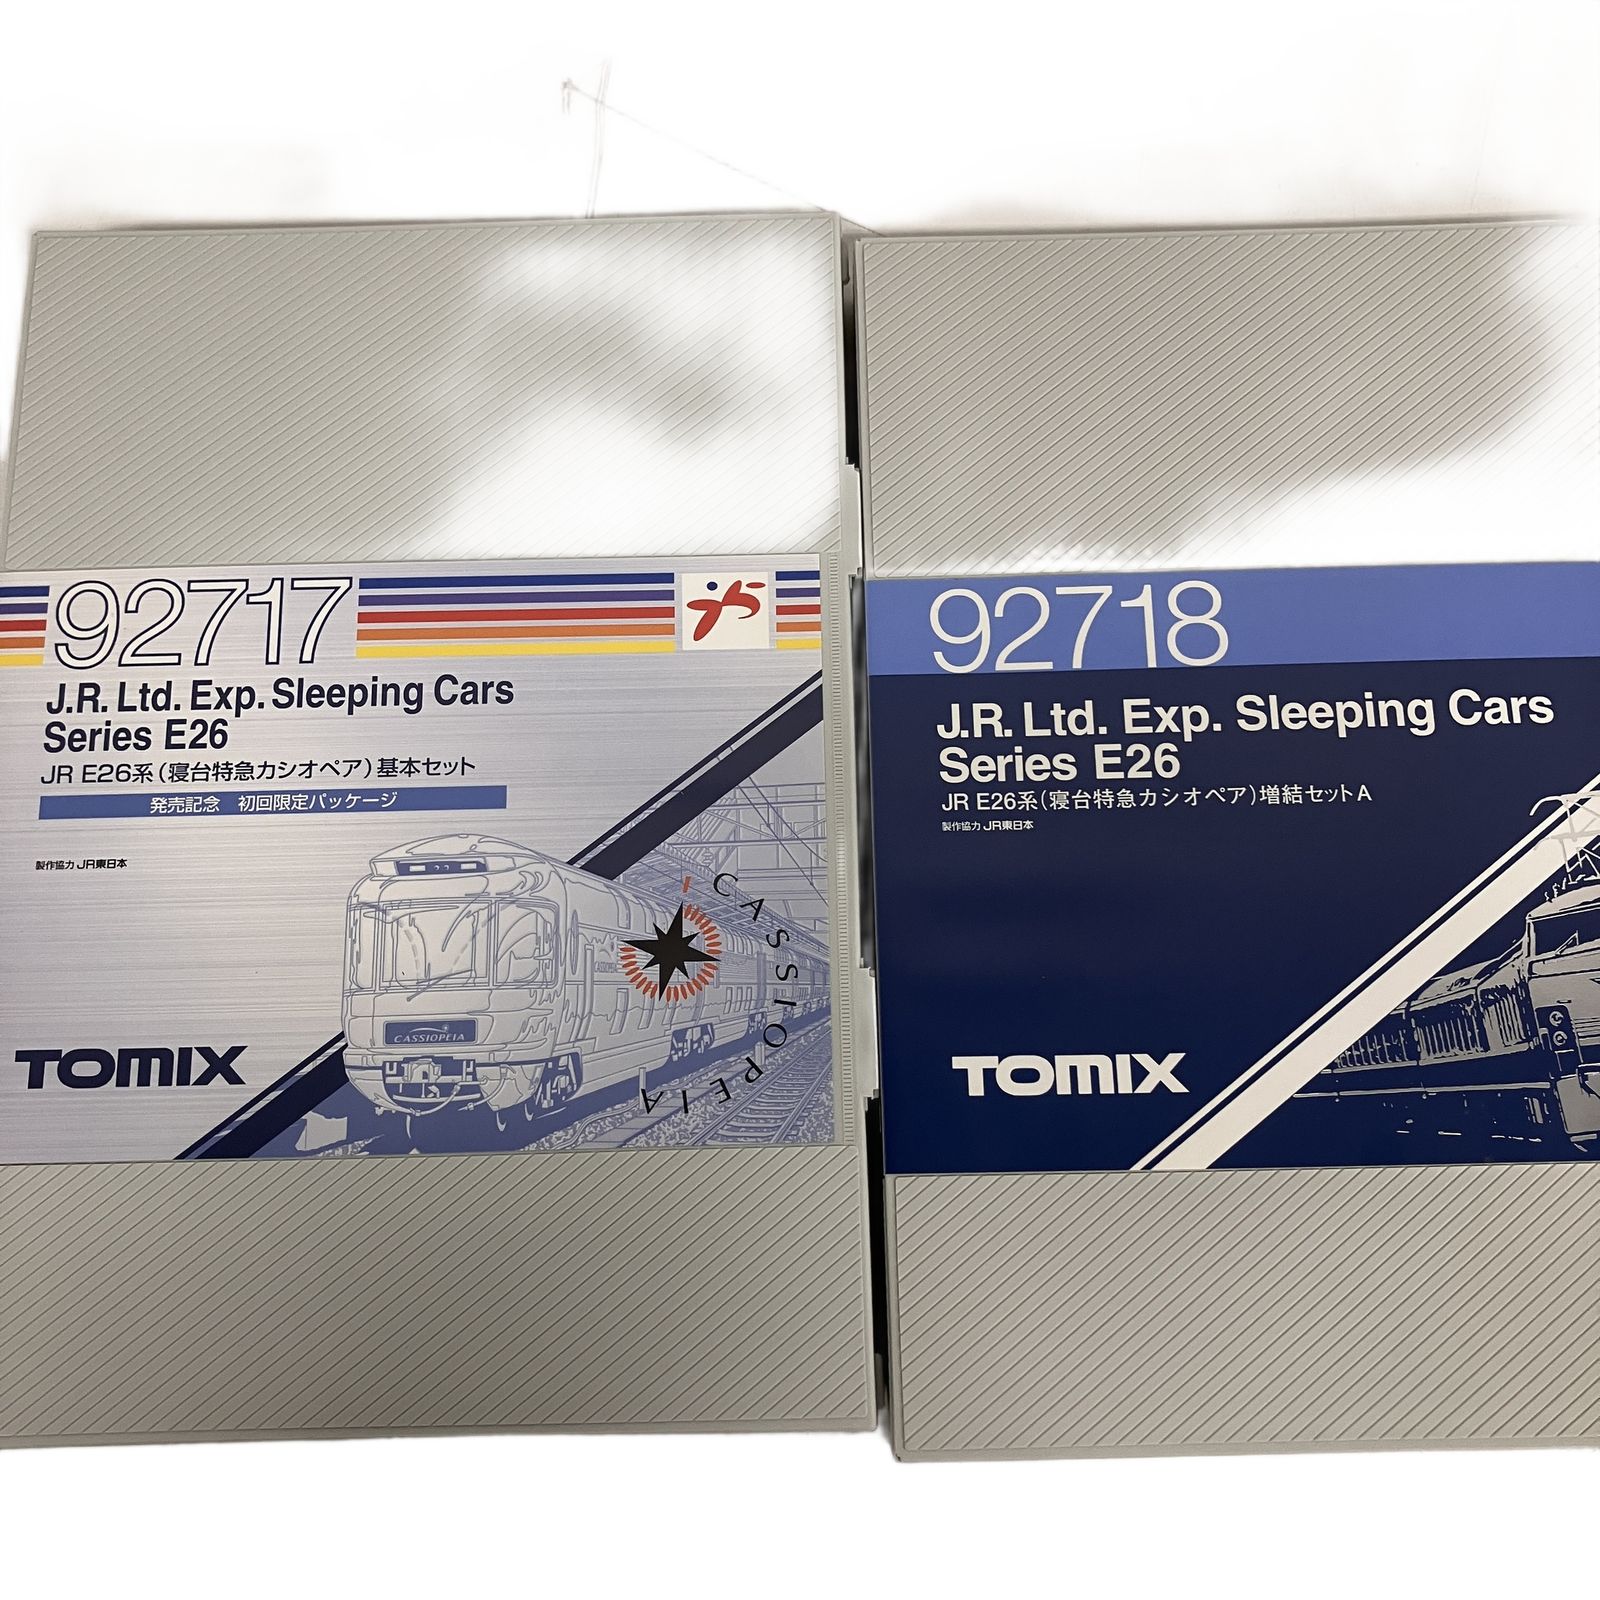 92717
J.R. Ltd. Exp. Sleeping Cars
Series E26
JR E26系(寝台特急カシオペア)基本セット
発売記念 初回限定パッケージ
製作協力 JR東日本
CASSIOPEIA
CASSIOPEIA
CASSIOPEIA
TOMIX
92718
J.R. Ltd. Exp. Sleeping Cars
Series E26
JR E26系(寝台特急カシオペア)増結セットA
製作協力 JR東日本
TOMIX